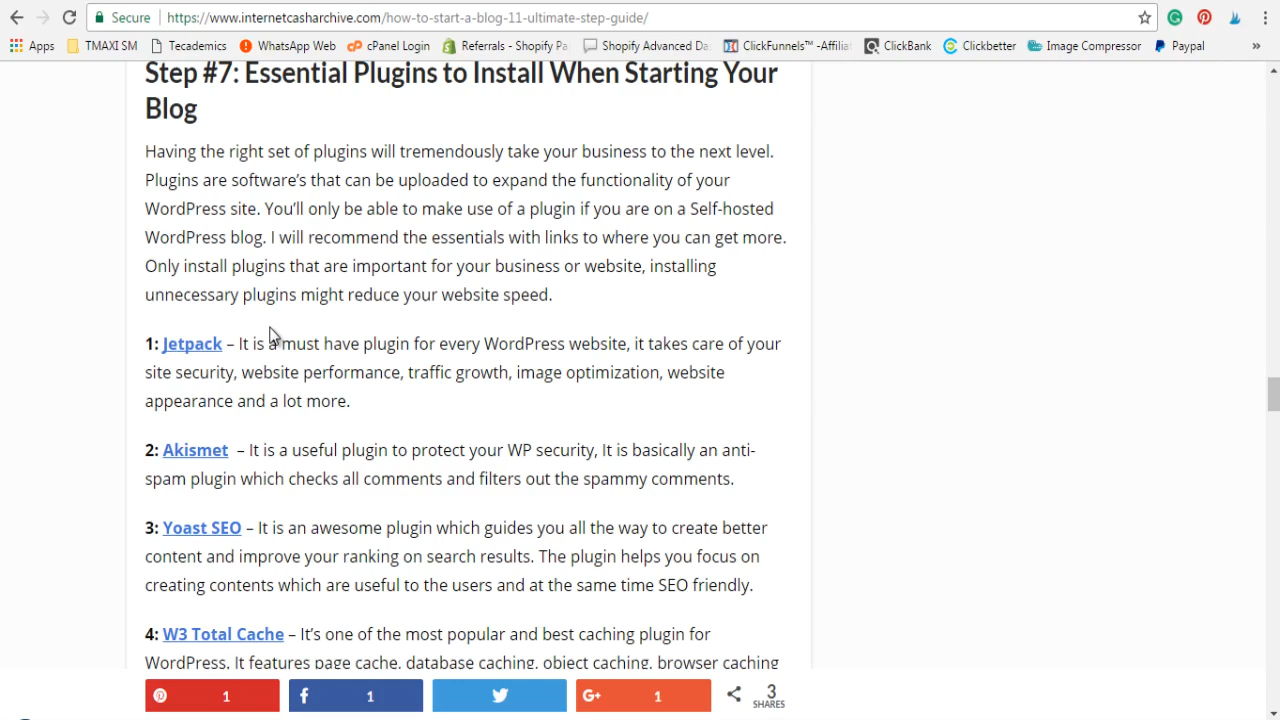 Secure
https://www.internetcasharchive.com/how-to-start-a-blog-11-ultimate-step-guide/
Apps
TMAXI SM
Tecademics
WhatsApp Web
cPanel Login
Referrals - Shopify Pa
Shopify Advanced Da
ClickFunnels™ -Affilia
ClickBank
Clickbetter
Image Compressor
Paypal
»
Step #7: Essential Plugins to Install When Starting Your
Blog
Having the right set of plugins will tremendously take your business to the next level.
Plugins are software’s that can be uploaded to expand the functionality of your
WordPress site. You’ll only be able to make use of a plugin if you are on a Self-hosted
WordPress blog. I will recommend the essentials with links to where you can get more.
Only install plugins that are important for your business or website, installing
unnecessary plugins might reduce your website speed.
1: Jetpack – It is a must have plugin for every WordPress website, it takes care of your
site security, website performance, traffic growth, image optimization, website
appearance and a lot more.
2: Akismet – It is a useful plugin to protect your WP security, It is basically an anti-
spam plugin which checks all comments and filters out the spammy comments.
3: Yoast SEO – It is an awesome plugin which guides you all the way to create better
content and improve your ranking on search results. The plugin helps you focus on
creating contents which are useful to the users and at the same time SEO friendly.
4: W3 Total Cache – It’s one of the most popular and best caching plugin for
WordPress. It features page cache, database caching, object caching, browser caching
1
1
G+ 1
3
SHARES